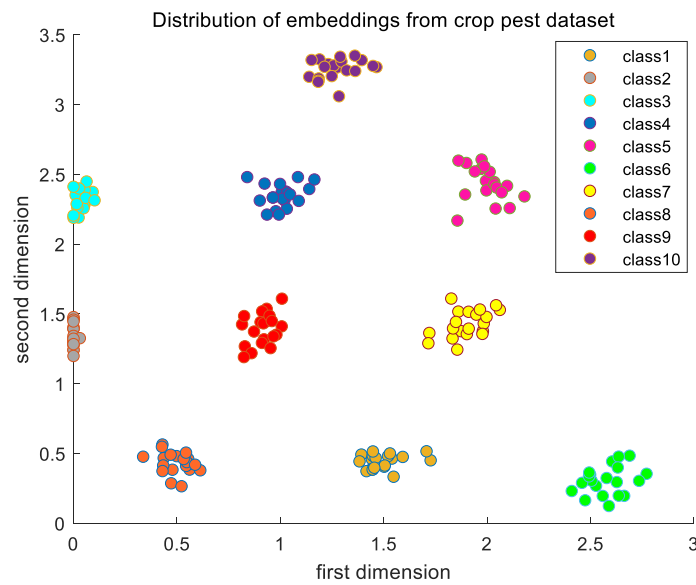 Distribution of embeddings from crop pest dataset
3.5
3
2.5
2
1.5
1
0.5
0
second dimension
class1
class2
class3
class4
class5
class6
class7
class8
class9
class10
0
0.5
1
1.5
2
2.5
3
first dimension